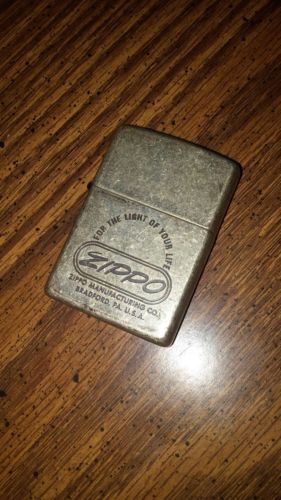 FOR THE LIGHT OF YOUR LIFE
ZIPPO
ZIPPO MANUFACTURING CO.
BRADFORD, PA. U.S.A.